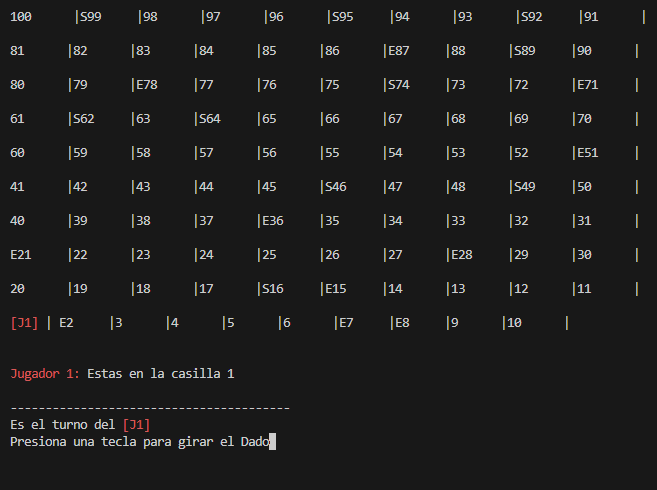 100 |S99 |98 |97 |96 |S95 |94 |93 |S92 |91 |
81 |82 |83 |84 |85 |86 |E87 |88 |S89 |90 |
80 |79 |E78 |77 |76 |75 |S74 |73 |72 |E71 |
61 |S62 |63 |S64 |65 |66 |67 |68 |69 |70 |
60 |59 |58 |57 |56 |55 |54 |53 |52 |E51 |
41 |42 |43 |44 |45 |S46 |47 |48 |S49 |50 |
40 |39 |38 |37 |E36 |35 |34 |33 |32 |31 |
E21 |22 |23 |24 |25 |26 |27 |E28 |29 |30 |
20 |19 |18 |17 |S16 |E15 |14 |13 |12 |11 |
[J1] | E2 |3 |4 |5 |6 |E7 |E8 |9 |10 |
Jugador 1: Estas en la casilla 1
----------------------------------------
Es el turno del [J1]
Presiona una tecla para girar el Dado